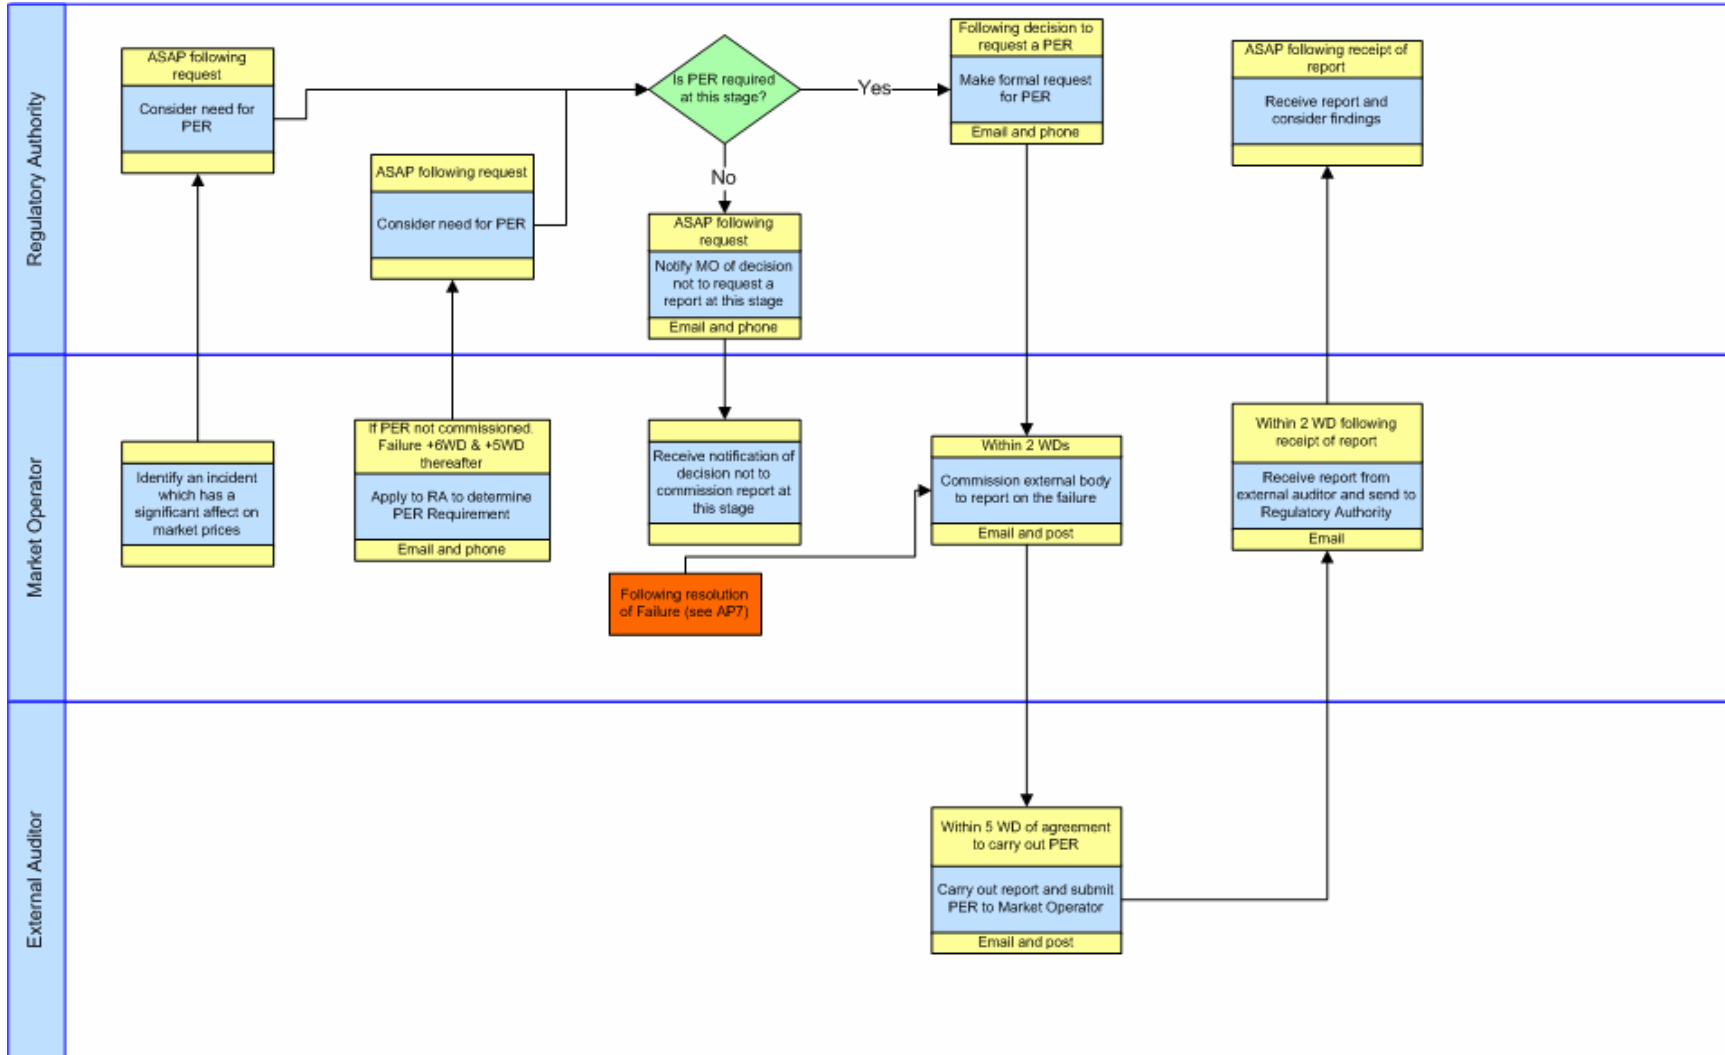 Regulatory Authority
ASAP following
request
Consider need for
PER
ASAP following request
Consider need for PER
Is PER required
at this stage?
Yes
No
ASAP following
request
Notify MO of decision
not to request a
report at this stage
Email and phone
Following decision to
request a PER
Make formal request
for PER
Email and phone
ASAP following receipt of
report
Receive report and
consider findings
Market Operator
Identify an incident
which has a
significant affect on
market prices
If PER not commissioned.
Failure +6WD & +5WD
thereafter
Apply to RA to determine
PER Requirement
Email and phone
Receive notification of
decision not to
commission report at
this stage
Following resolution
of Failure (see AP7)
Within 2 WDs
Commission external body
to report on the failure
Email and post
Within 2 WD following
receipt of report
Receive report from
external auditor and send to
Regulatory Authority
Email
External Auditor
Within 5 WD of agreement
to carry out PER
Carry out report and submit
PER to Market Operator
Email and post